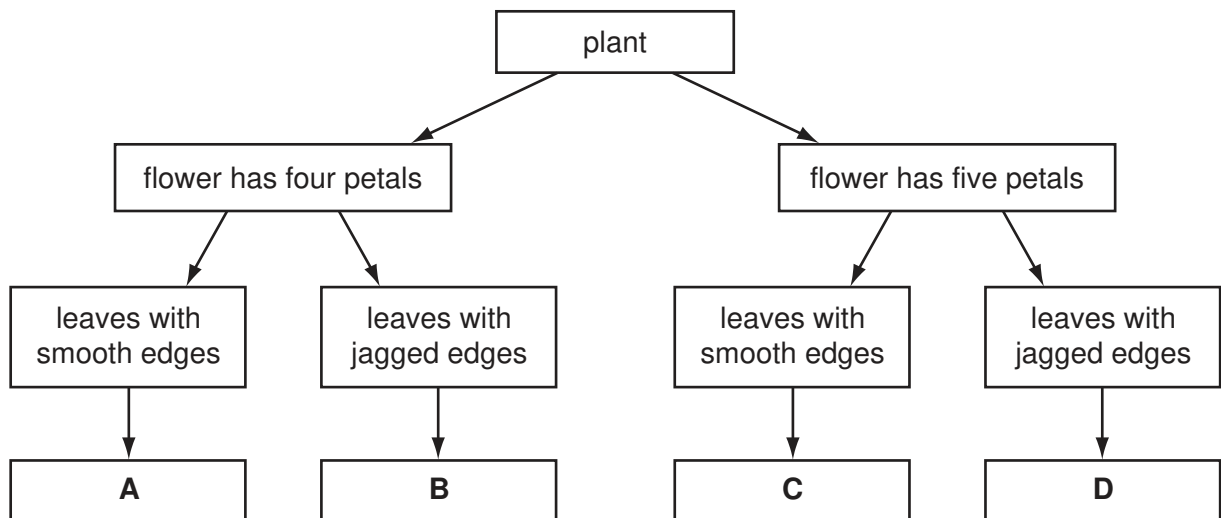 plant
flower has four petals
flower has five petals
leaves with
smooth edges
leaves with
jagged edges
leaves with
smooth edges
leaves with
jagged edges
A
B
C
D